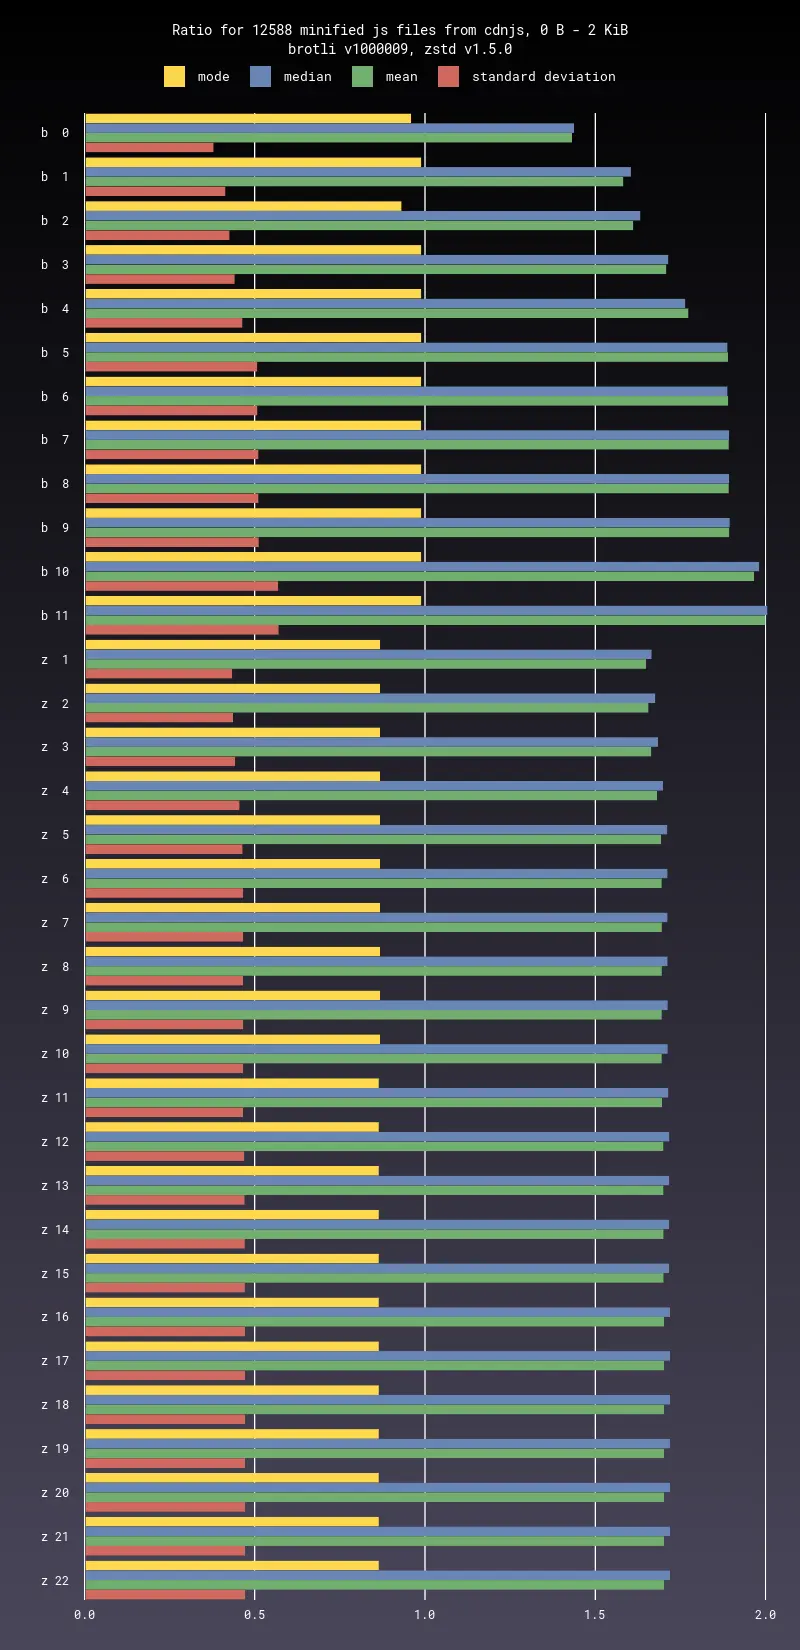 Ratio for 12588 minified js files from cdnjs, 0 B - 2 KiB
brotli v1000009, zstd v1.5.0
mode median mean standard deviation
b 0
b 1
b 2
b 3
b 4
b 5
b 6
b 7
b 8
b 9
b 10
b 11
z 1
z 2
z 3
z 4
z 5
z 6
z 7
z 8
z 9
z 10
z 11
z 12
z 13
z 14
z 15
z 16
z 17
z 18
z 19
z 20
z 21
z 22
0.0 0.5 1.0 1.5 2.0